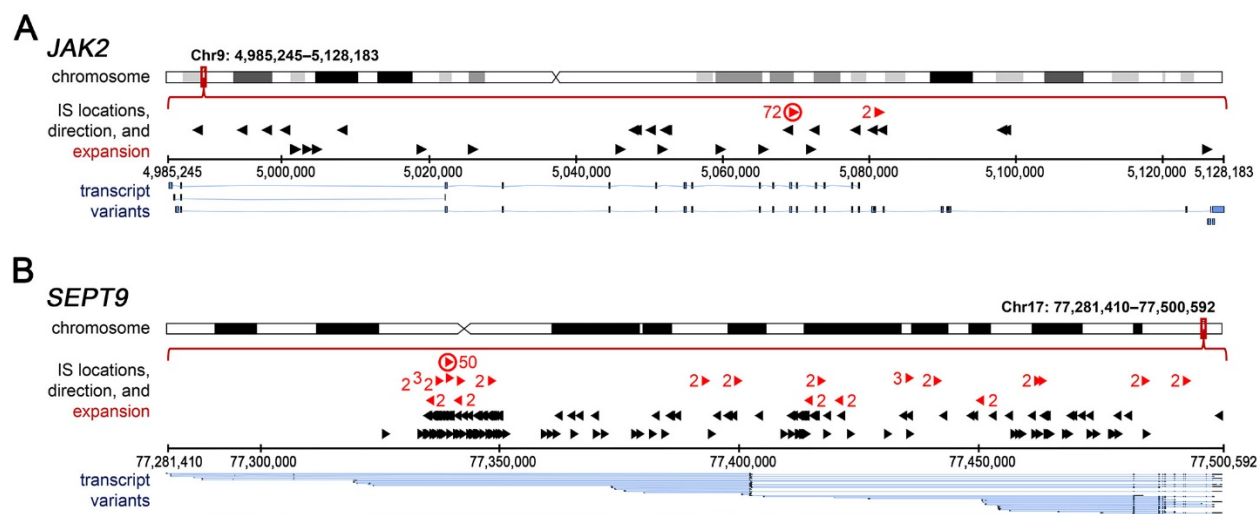 A
JAK2
Chr9: 4,985,245–5,128,183
chromosome
IS locations,
direction, and
expansion
72
2
4,985,245
5,000,000
5,020,000
5,040,000
5,060,000
5,080,000
5,100,000
5,120,000
5,128,183
transcript
variants
B
SEPT9
Chr17: 77,281,410–77,500,592
chromosome
IS locations,
direction, and
expansion
50
2
3
2
2
2
2
2
3
2
2
2
2
2
2
2
2
77,281,410
77,300,000
77,350,000
77,400,000
77,450,000
77,500,592
transcript
variants